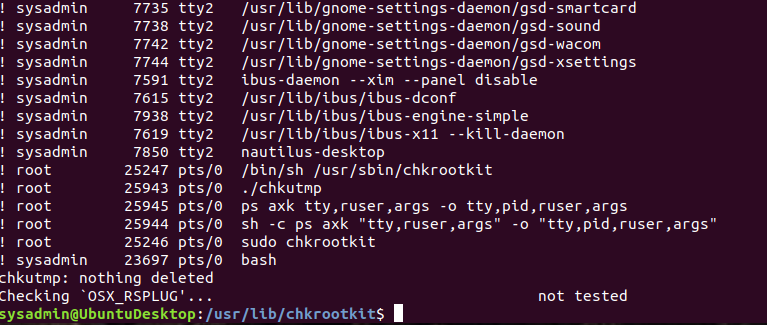 ! sysadmin     7735 tty2   /usr/lib/gnome-settings-daemon/gsd-smartcard
! sysadmin     7739 tty2   /usr/lib/gnome-settings-daemon/gsd-sound
! sysadmin     7742 tty2   /usr/lib/gnome-settings-daemon/gsd-wacom
! sysadmin     7744 tty2   /usr/lib/gnome-settings-daemon/gsd-xsettings
! sysadmin     7591 tty2   ibus-daemon --xim --panel disable
! sysadmin     7615 tty2   /usr/lib/ibus/ibus-dconf
! sysadmin     7938 tty2   /usr/lib/ibus/ibus-engine-simple
! sysadmin     7619 tty2   /usr/lib/ibus/ibus-x11 --kill-daemon
! sysadmin     7850 tty2   nautilus-desktop
! root        25247 pts/0  /bin/sh /usr/sbin/chkrootkit
! root        25943 pts/0  ./chkutmp
! root        25945 pts/0  ps axk tty,ruser,args -o tty,pid,ruser,args
! root        25944 pts/0  sh -c ps axk "tty,ruser,args" -o "tty,pid,ruser,args"
! root        25246 pts/0  sudo chkrootkit
! sysadmin    23697 pts/0  bash
chkutmp: nothing deleted
Checking `OSX_RSPLUG'...                                    not tested
sysadmin@UbuntuDesktop:/usr/lib/chkrootkit$